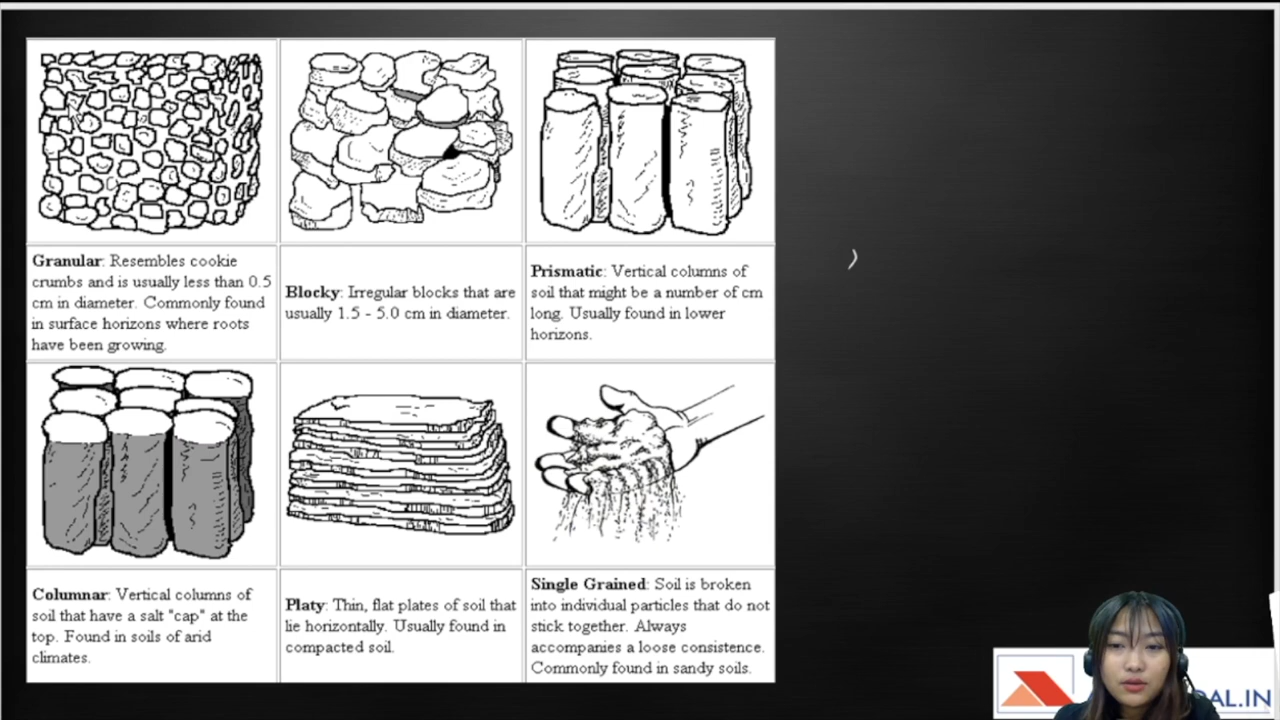 Granular: Resembles cookie
crumbs and is usually less than 0.5
cm in diameter. Commonly found
in surface horizons where roots
have been growing.
Blocky: Irregular blocks that are
usually 1.5 - 5.0 cm in diameter.
Prismatic: Vertical columns of
soil that might be a number of cm
long. Usually found in lower
horizons.
Columnar: Vertical columns of
soil that have a salt "cap" at the
top. Found in soils of arid
climates.
Platy: Thin, flat plates of soil that
lie horizontally. Usually found in
compacted soil.
Single Grained: Soil is broken
into individual particles that do not
stick together. Always
accompanies a loose consistence.
Commonly found in sandy soils.